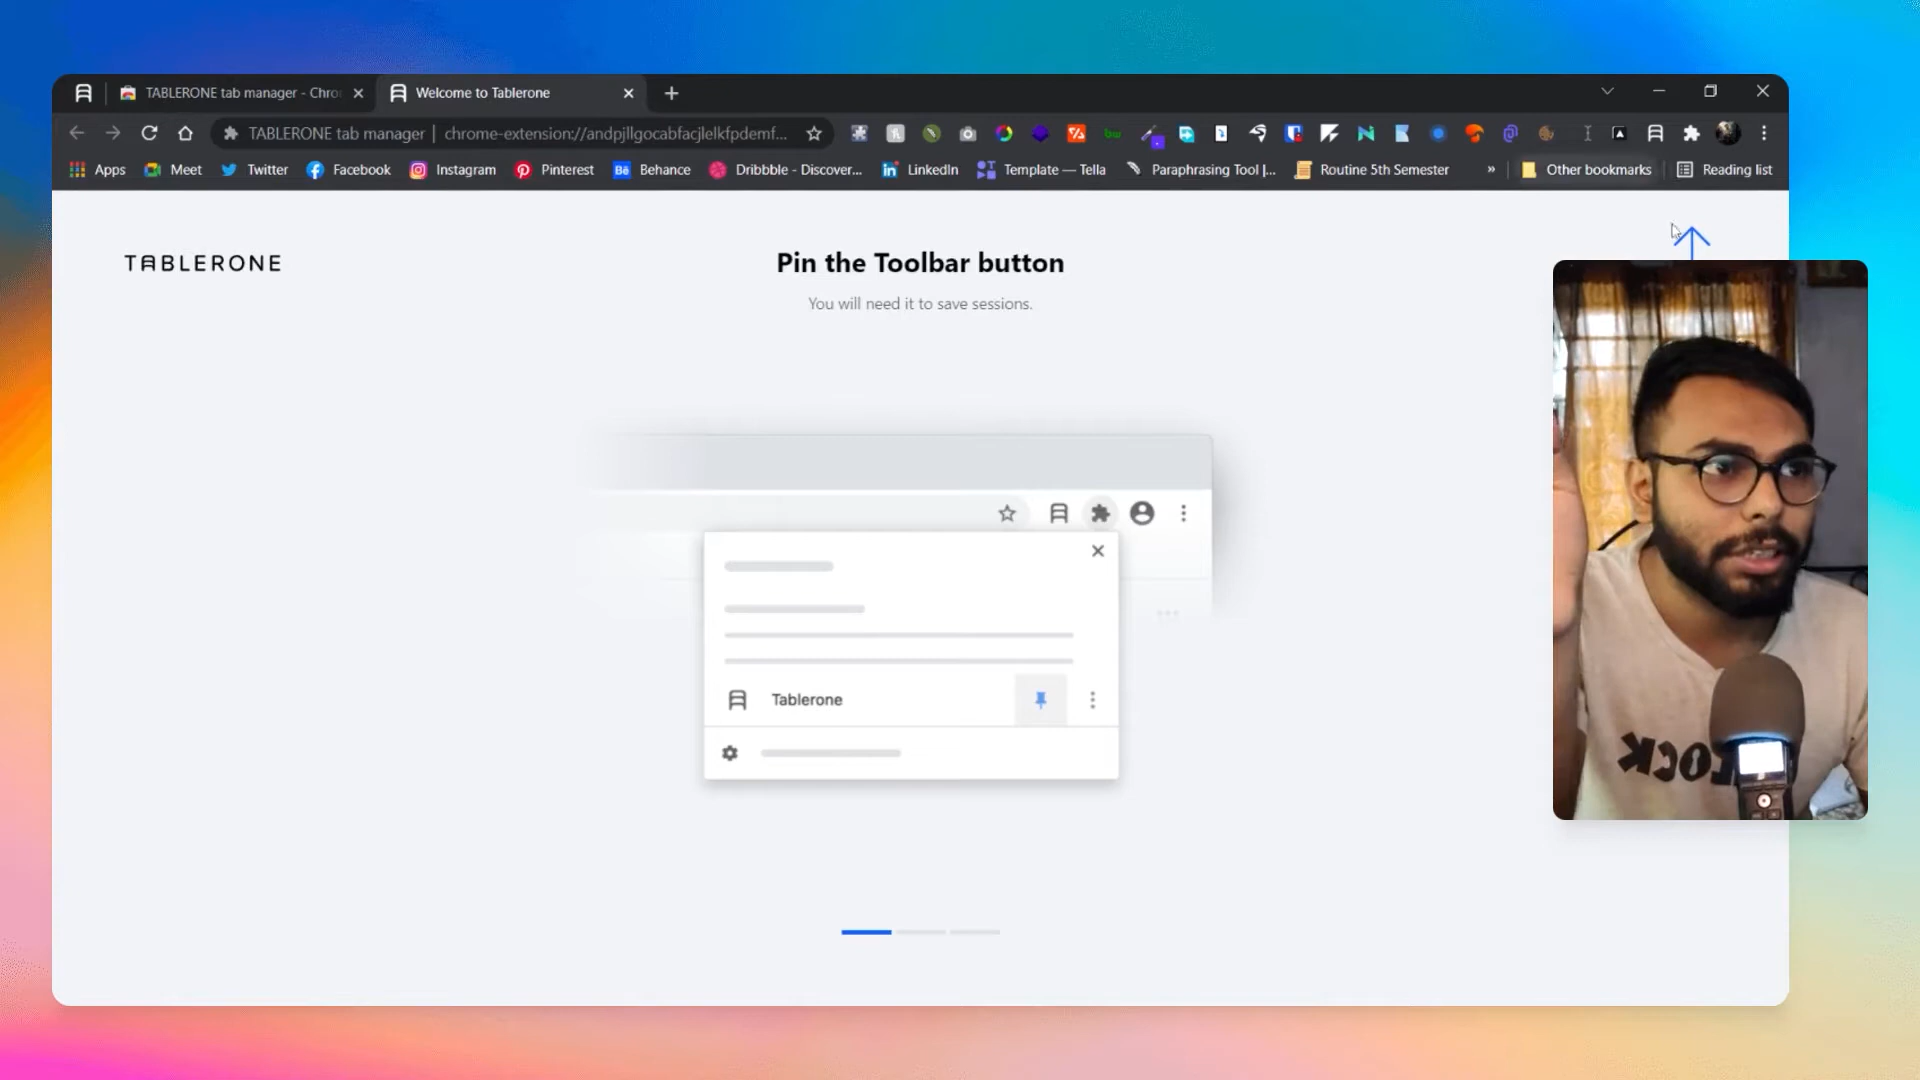 TABLERONE tab manager - Chro
Welcome to Tablerone
TABLERONE tab manager | chrome-extension://andpjllgocabfacjlelkfpdemf...
Apps Meet Twitter Facebook Instagram Pinterest Behance Dribbble - Discover... LinkedIn Template — Tella Paraphrasing Tool |... Routine 5th Semester » Other bookmarks Reading list
TABLERONE
Pin the Toolbar button
You will need it to save sessions.
Tablerone